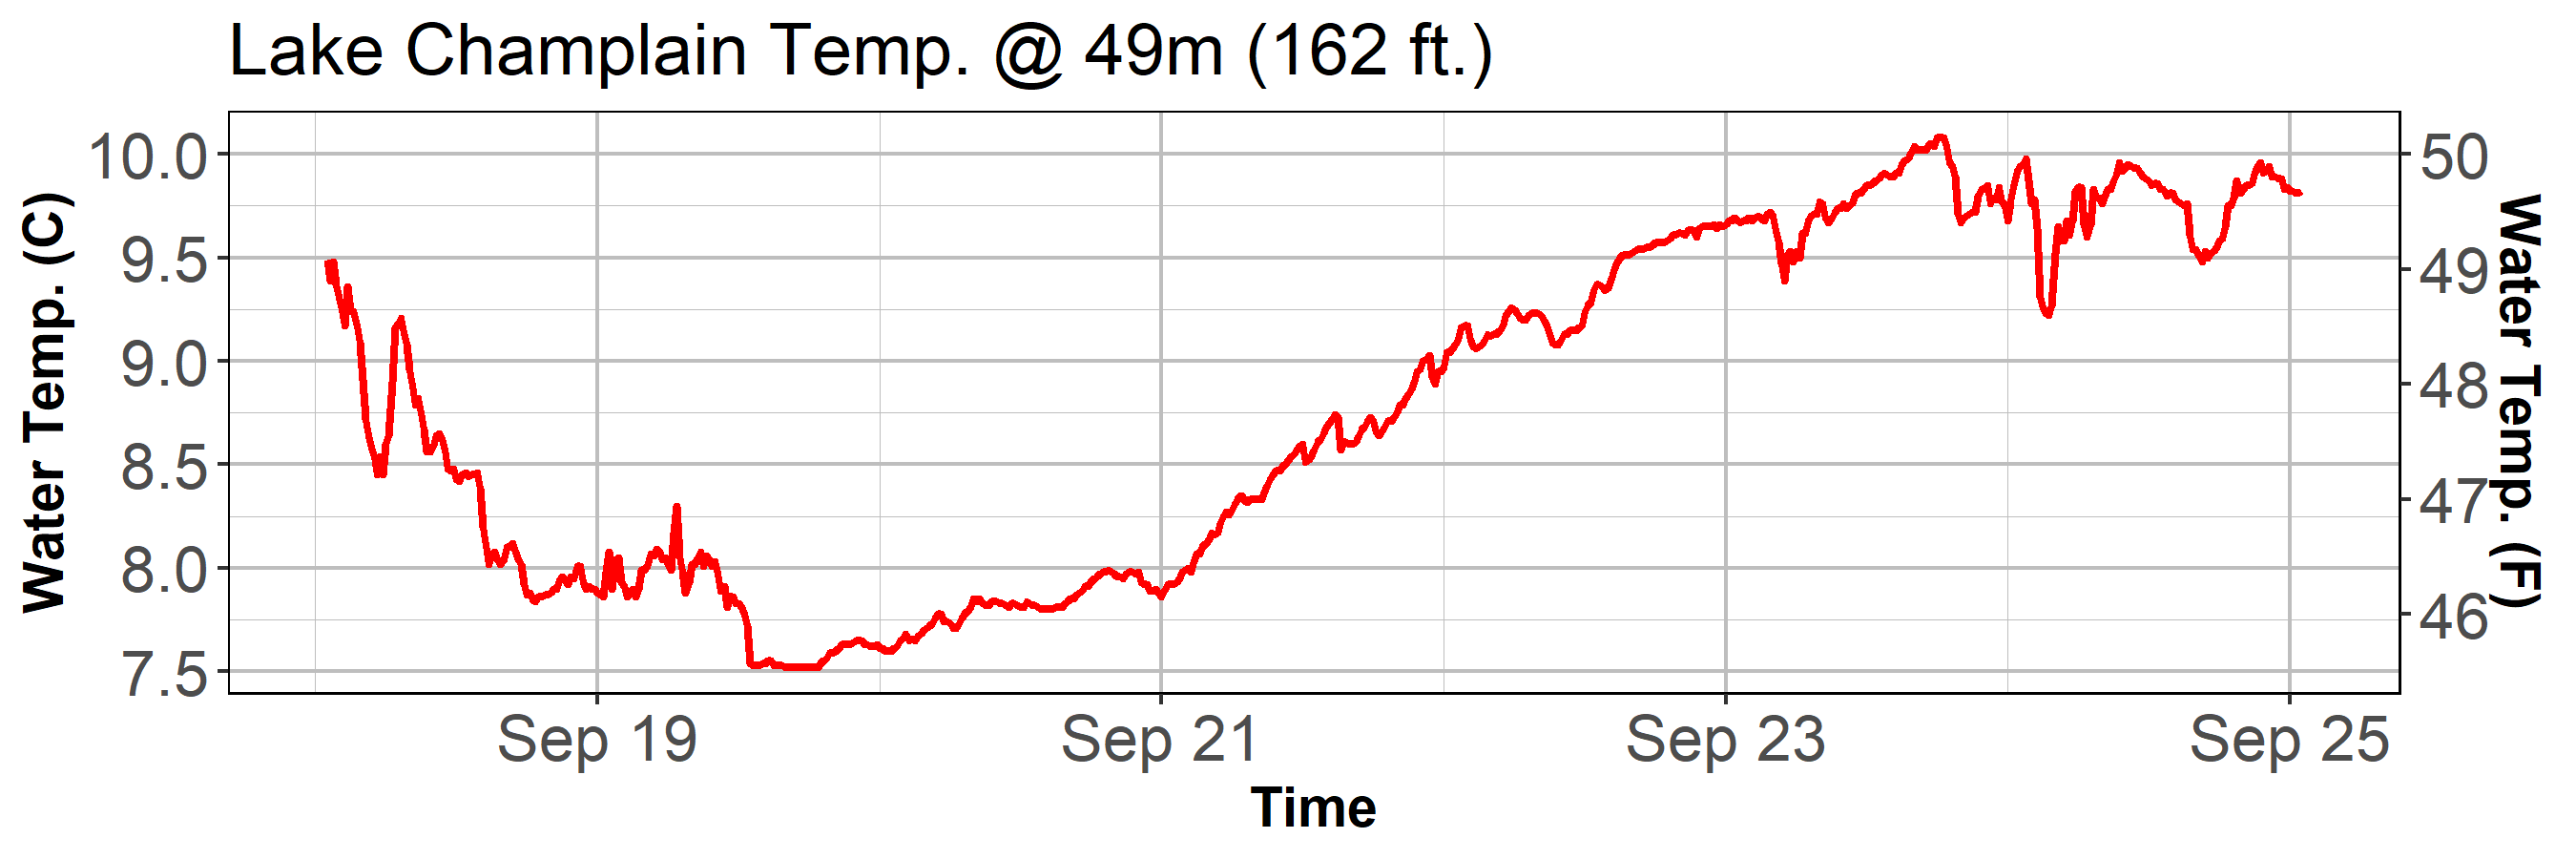 Lake Champlain Temp. @ 49m (162 ft.)
Water Temp. (C)
10.0
9.5
9.0
8.5
8.0
7.5
50
49
48
47
46
Water Temp. (F)
Sep 19 Sep 21 Sep 23 Sep 25
Time